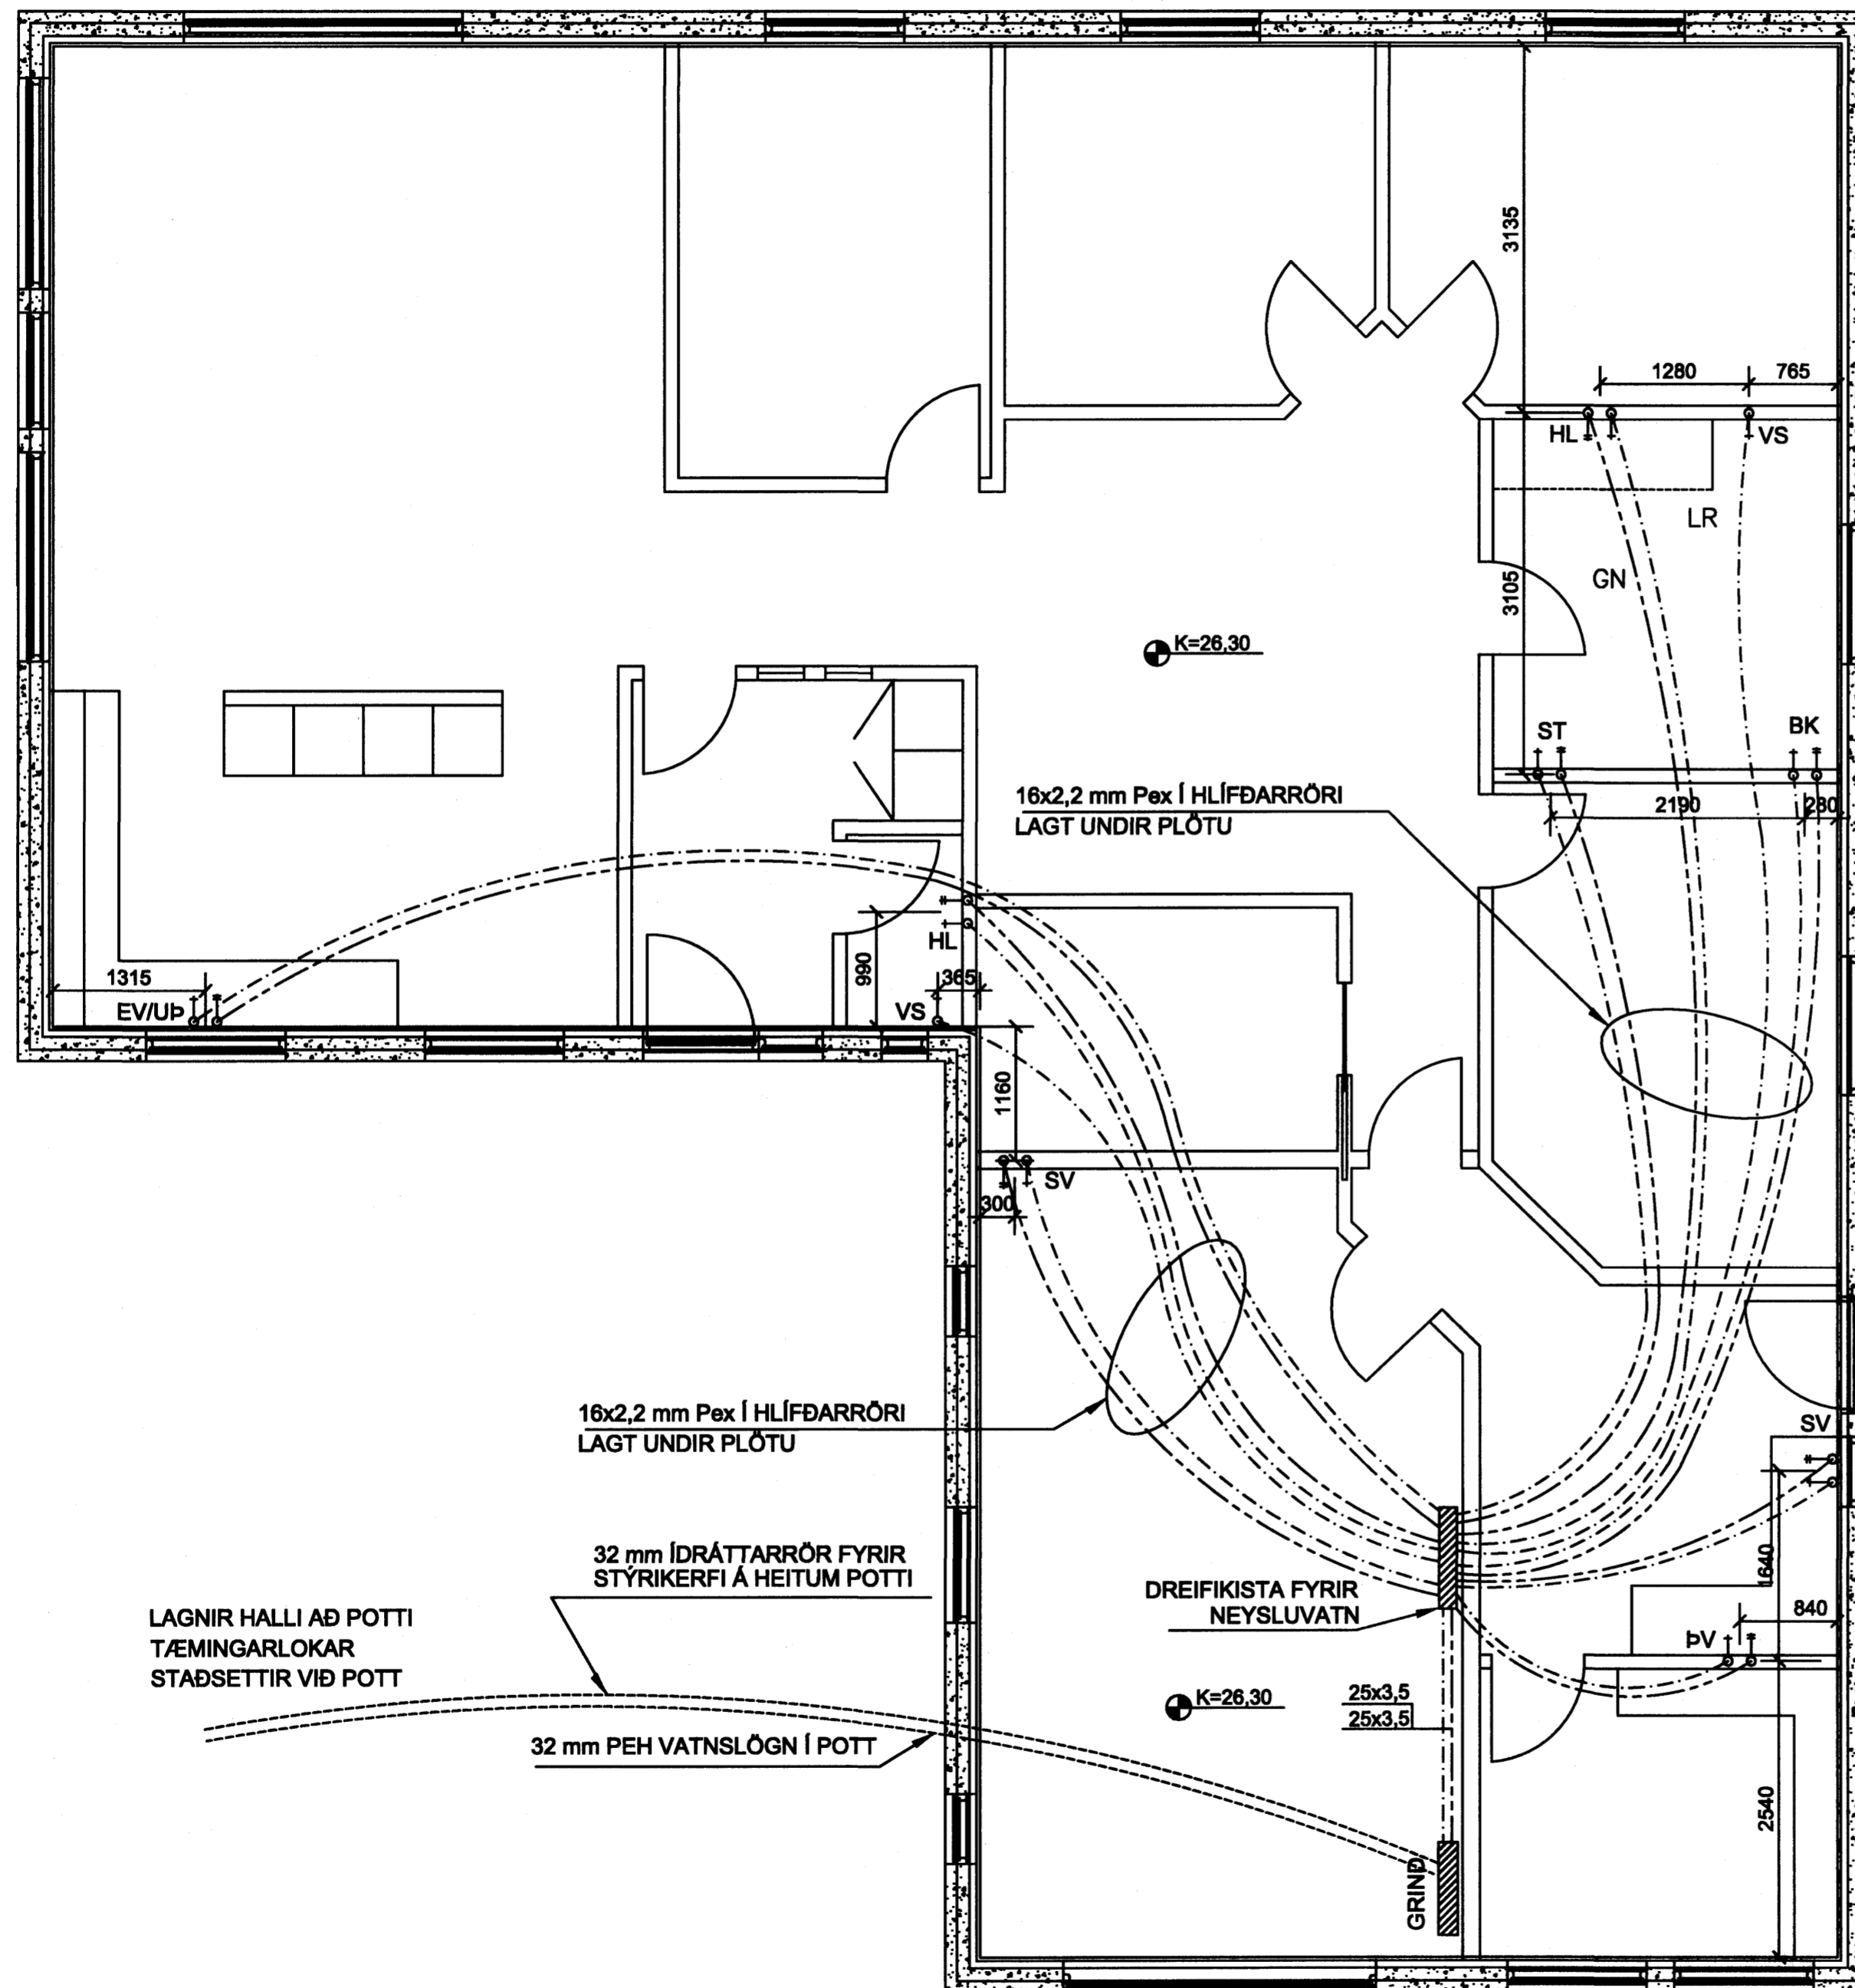 3135
1280
765
HL
VS
LR
GN
3105
K=26,30
ST
BK
16x2,2 mm Pex Í HLÍFÐARRÖRI
LAGT UNDIR PLÖTU
2190
280
HL
990
365
1315
EV/UÞ
VS
1160
SV
300
16x2,2 mm Pex Í HLÍFÐARRÖRI
LAGT UNDIR PLÖTU
SV
32 mm ÍDRÁTTARRÖR FYRIR
STÝRIKERFI Á HEITUM POTTI
1640
DREIFIKISTA FYRIR
NEYSLUVATN
840
LAGNIR HALLI AÐ POTTI
TÆMINGARLOKAR
STAÐSETTIR VIÐ POTT
ÞV
K=26,30
25x3,5
25x3,5
32 mm PEH VATNSLÖGN Í POTT
2540
GRIND